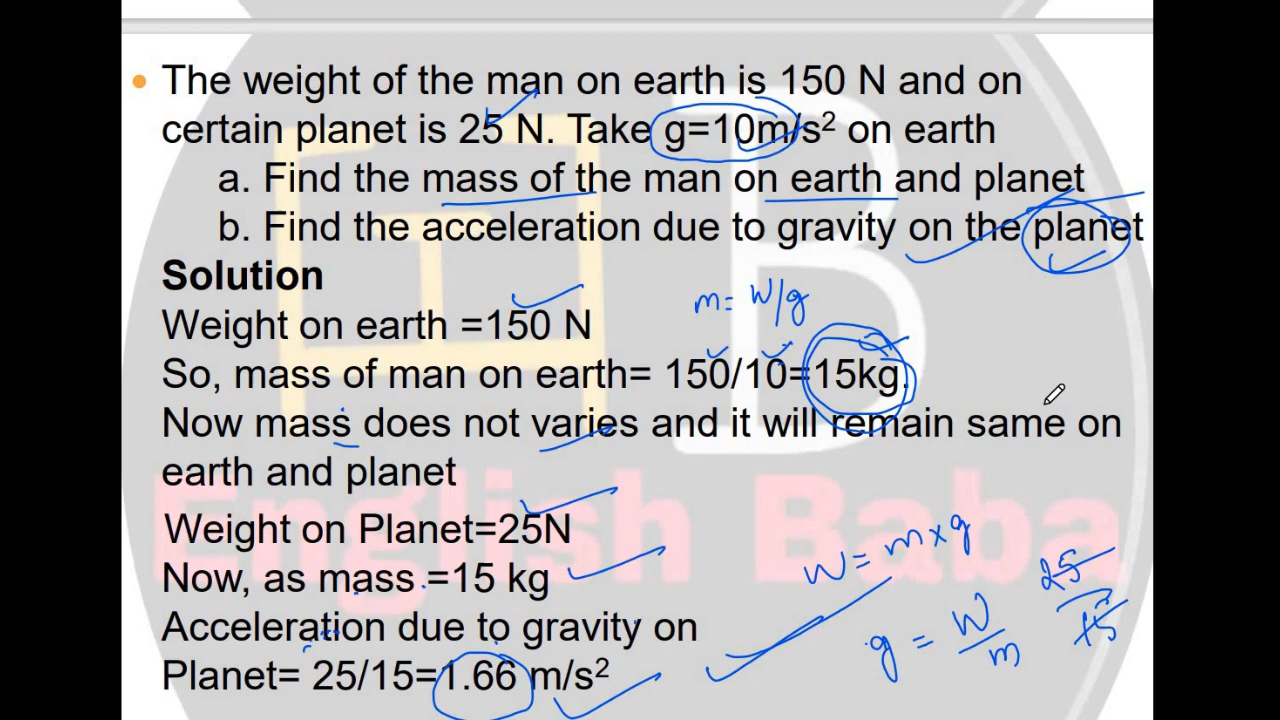 • The weight of the man on earth is 150 N and on
certain planet is 25 N. Take g=10m/s² on earth
a. Find the mass of the man on earth and planet
b. Find the acceleration due to gravity on the planet
Solution
Weight on earth =150 N
m= W/g
So, mass of man on earth= 150/10=15kg.
Now mass does not varies and it will remain same on
earth and planet
Weight on Planet=25N
W= m×g
Now, as mass =15 kg
25/15
Acceleration due to gravity on
g = W/m
Planet= 25/15=1.66 m/s²
English Baba
EB